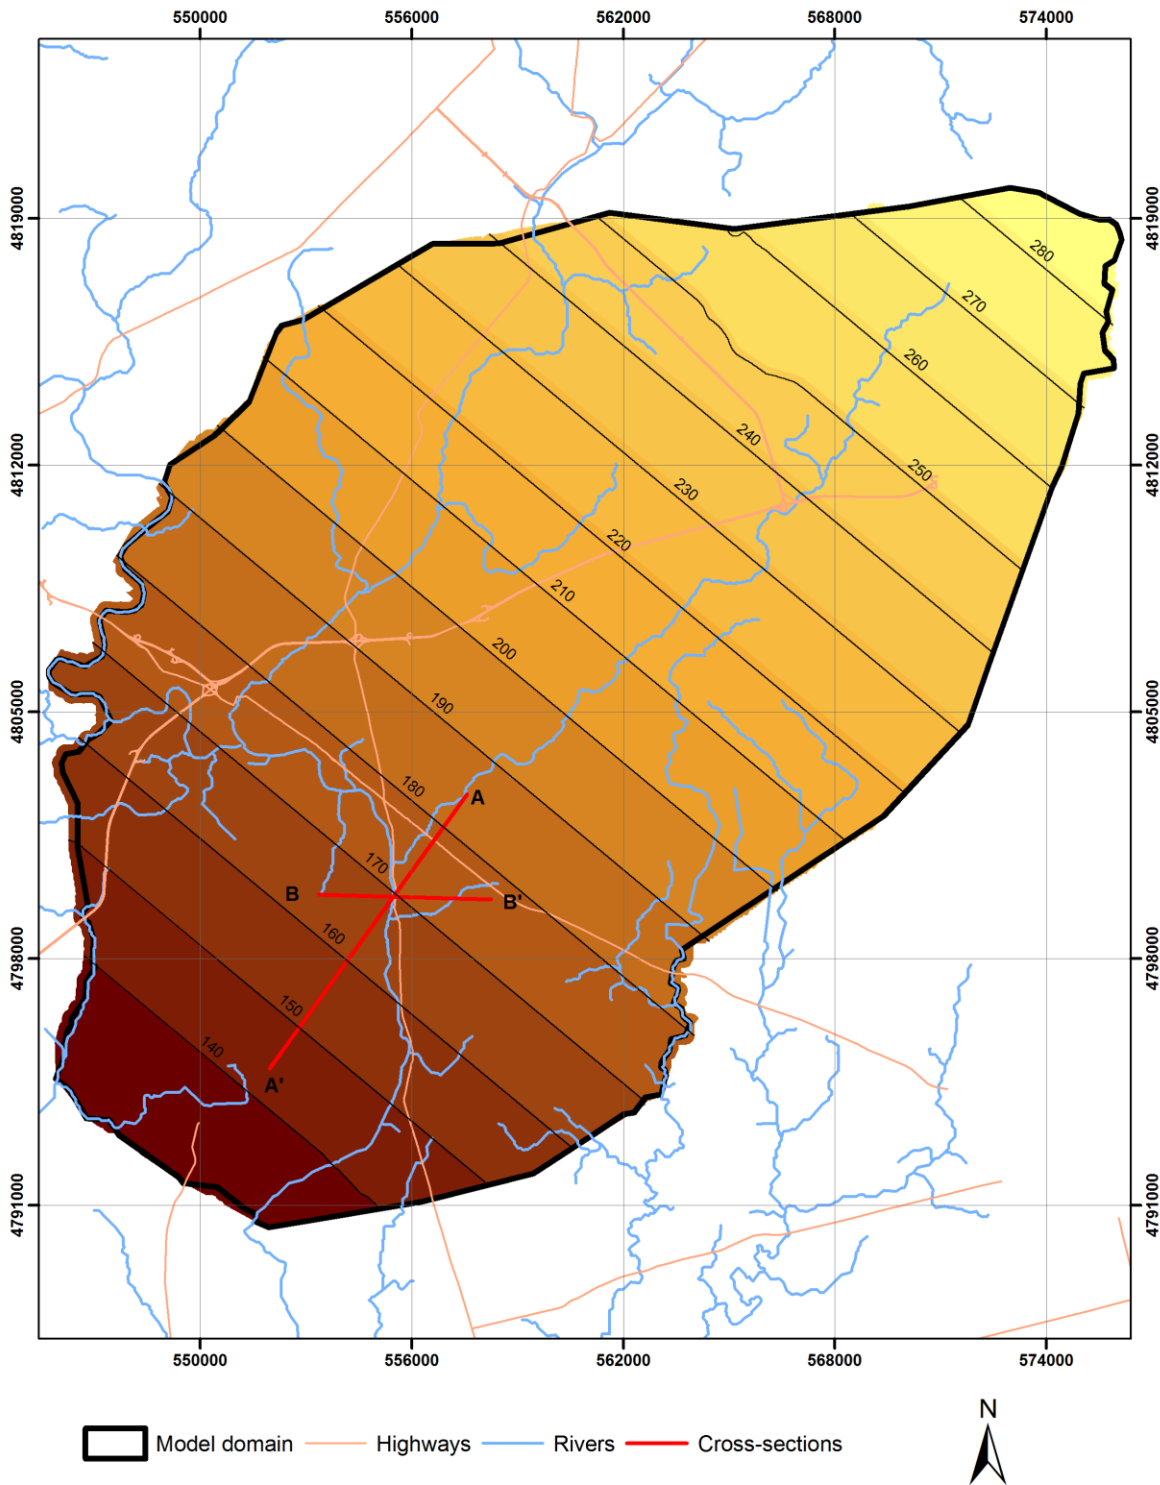 550000 556000 562000 568000 574000
4819000 4819000
280
270
260
4812000 4812000
240
250
230
220
210
200
190
4805000 4805000
180
A
170
B B'
160
4798000 4798000
150
140
A'
4791000 4791000
550000 556000 562000 568000 574000
N
Model domain Highways Rivers Cross-sections